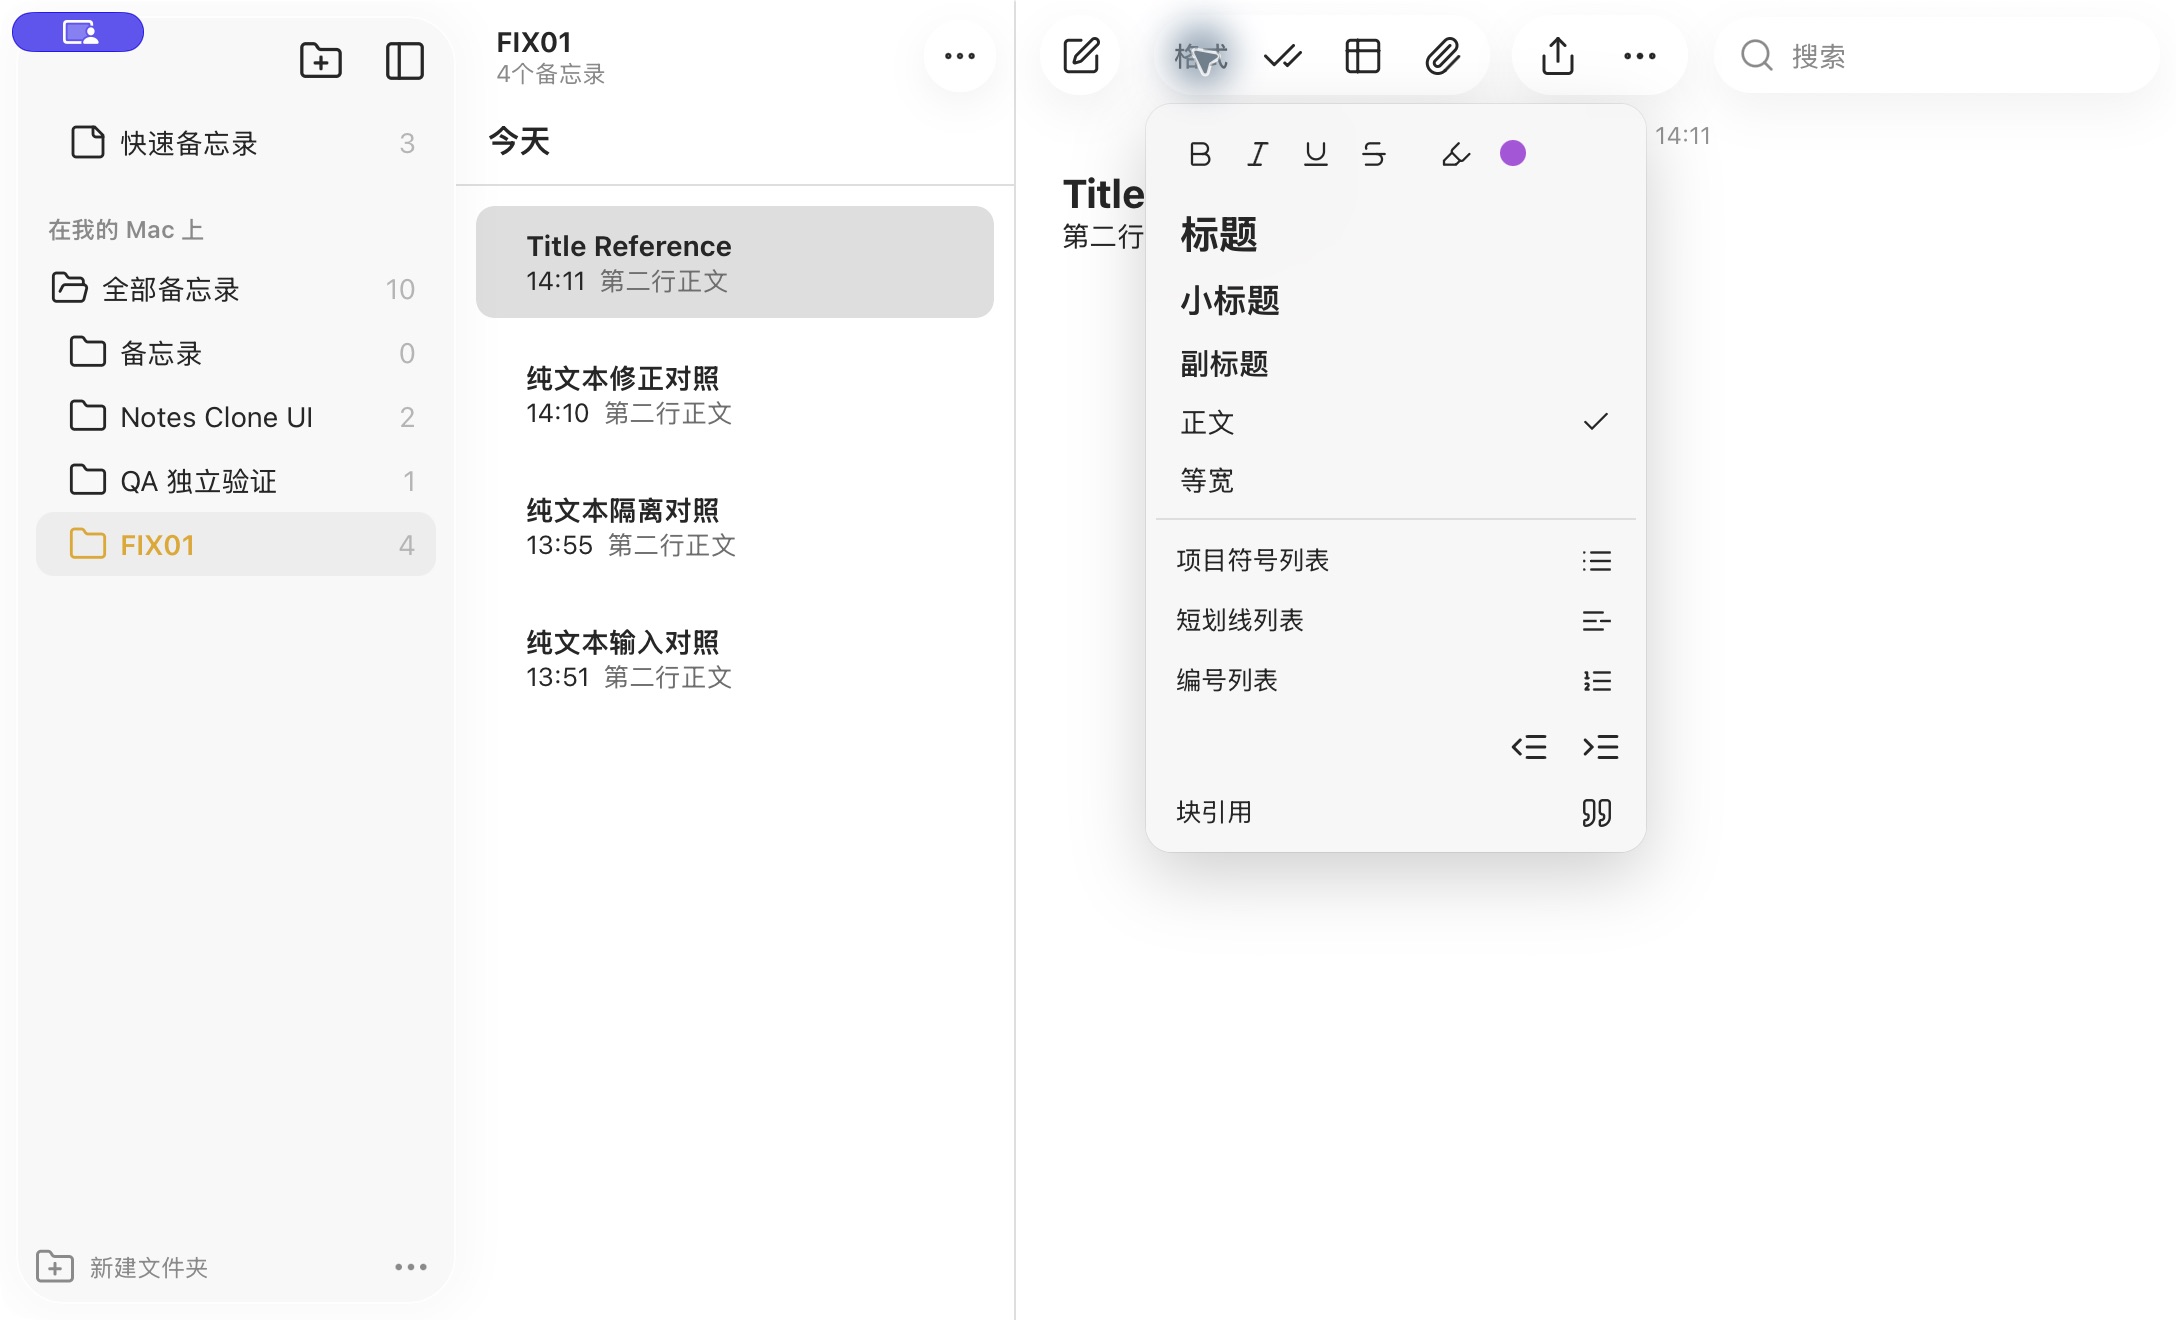 快速备忘录 3
在我的 Mac 上
全部备忘录 10
备忘录 0
Notes Clone UI 2
QA 独立验证 1
FIX01 4
新建文件夹
FIX01
4个备忘录
今天
Title Reference
14:11 第二行正文
纯文本修正对照
14:10 第二行正文
纯文本隔离对照
13:55 第二行正文
纯文本输入对照
13:51 第二行正文
格式
搜索
14:11
Title
第二行
B I U S
标题
小标题
副标题
正文
等宽
项目符号列表
短划线列表
编号列表
块引用